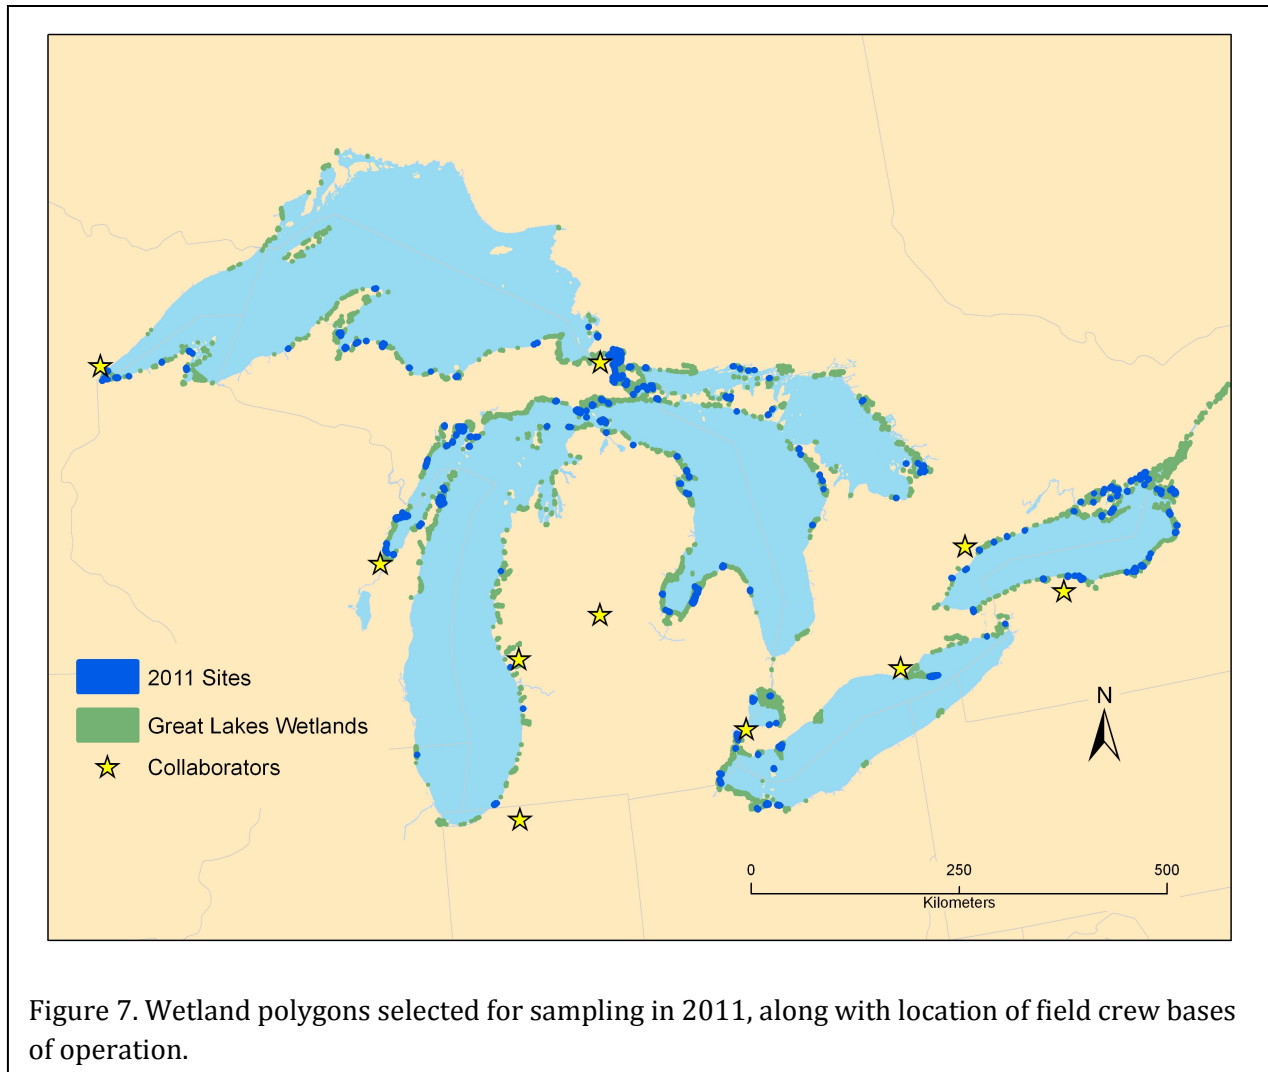 2011 Sites
Great Lakes Wetlands
Collaborators
N
0 250 500
Kilometers
Figure 7. Wetland polygons selected for sampling in 2011, along with location of field crew bases
of operation.